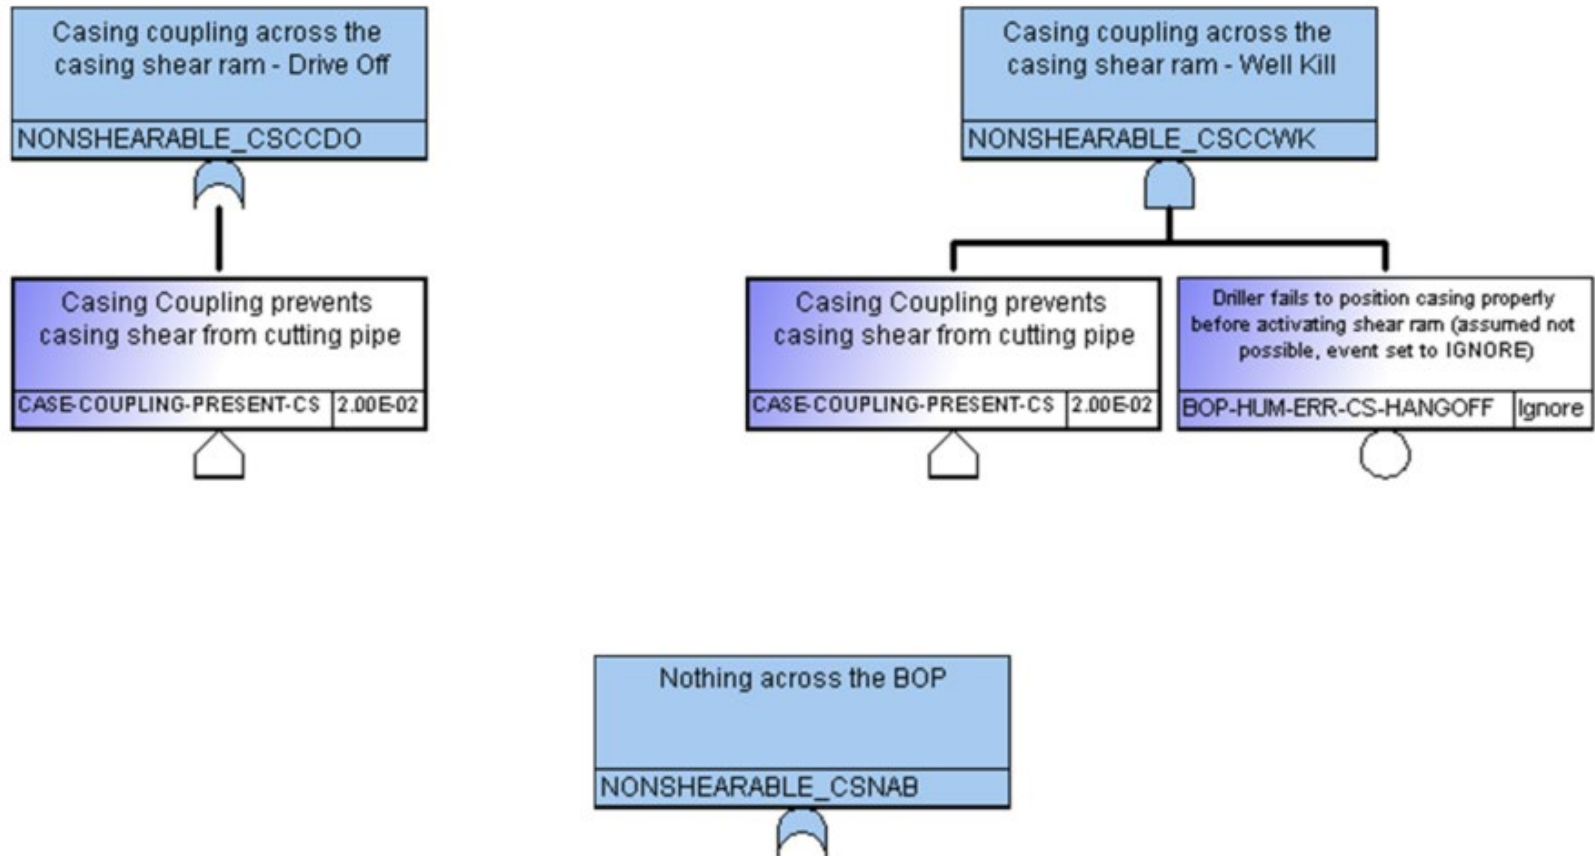 Casing coupling across the
casing shear ram - Drive Off
NONSHEARABLE_CSCCDO
Casing Coupling prevents
casing shear from cutting pipe
CASE-COUPLING-PRESENT-CS 2.00E-02
Casing coupling across the
casing shear ram - Well Kill
NONSHEARABLE_CSCCWK
Casing Coupling prevents
casing shear from cutting pipe
CASE-COUPLING-PRESENT-CS 2.00E-02
Driller fails to position casing properly
before activating shear ram (assumed not
possible, event set to IGNORE)
BOP-HUM-ERR-CS-HANGOFF Ignore
Nothing across the BOP
NONSHEARABLE_CSNAB